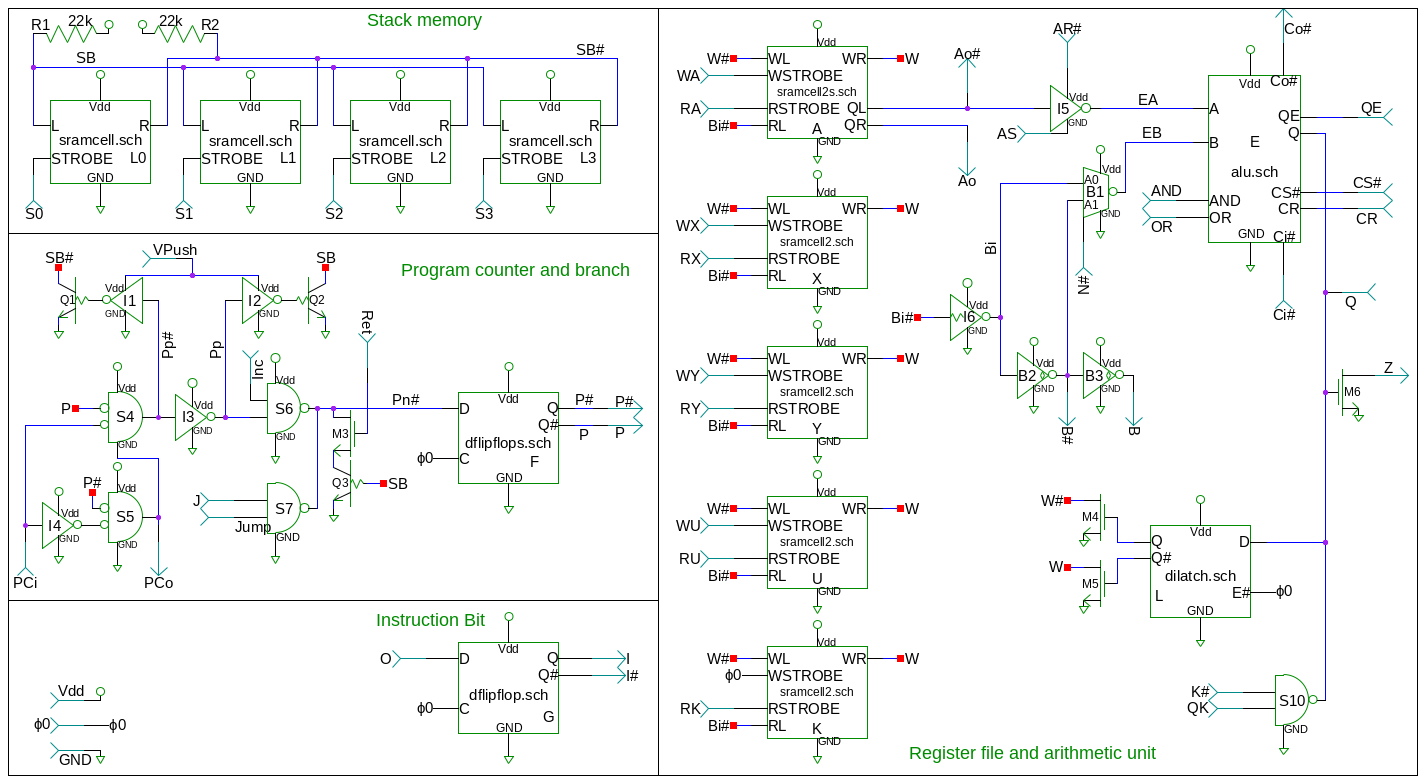 Stack memory
R1 22k 22k R2
SB SB#
Vdd Vdd Vdd Vdd
L R L R L R L R
sramcell.sch sramcell.sch sramcell.sch sramcell.sch
STROBE L0 STROBE L1 STROBE L2 STROBE L3
GND GND GND GND
S0 S1 S2 S3
Program counter and branch
VPush
SB# SB
Vdd Vdd
Q1 I1 I2 Q2
GND GND
Pp# Pp Inc Ret
Vdd Vdd Vdd Vdd
P S4 I3 S6 Pn# D Q P# P#
GND GND GND M3 Q# P P
dflipflops.sch
ϕ0 C F
GND
P# Vdd Q3 SB
Vdd I4 S5 J S7
GND GND Jump GND
PCi PCo
Instruction Bit
Vdd
O D Q I
Q# I#
dflipflop.sch
ϕ0 C G
GND
Vdd
ϕ0 ϕ0
GND
Vdd
W# WL WR W
WA WSTROBE
sramcell2s.sch
RA RSTROBE QL
Bi# RL A QR
GND
Ao#
Ao
Vdd
W# WL WR W
WX WSTROBE
sramcell2.sch
RX RSTROBE
Bi# RL X
GND
Vdd
W# WL WR W
WY WSTROBE
sramcell2.sch
RY RSTROBE
Bi# RL Y
GND
Vdd
W# WL WR W
WU WSTROBE
sramcell2.sch
RU RSTROBE
Bi# RL U
GND
Vdd
W# WL WR W
ϕ0 WSTROBE
sramcell2.sch
RK RSTROBE
Bi# RL K
GND
AR# Co#
Vdd Vdd Co#
I5 EA A QE QE
AS GND Q
EB B E
Vdd
A0 alu.sch
B1
A1 CS# CS#
GND AND AND CR CR
OR OR
GND Ci#
Bi N# Ci# Q
Bi# I6 Vdd
GND
Vdd Vdd
B2 B3
GND GND
B# B
Z
M6
W# M4
Vdd
Q D
Q#
W M5 dilatch.sch
L E# ϕ0
GND
K#
QK S10
GND
Register file and arithmetic unit